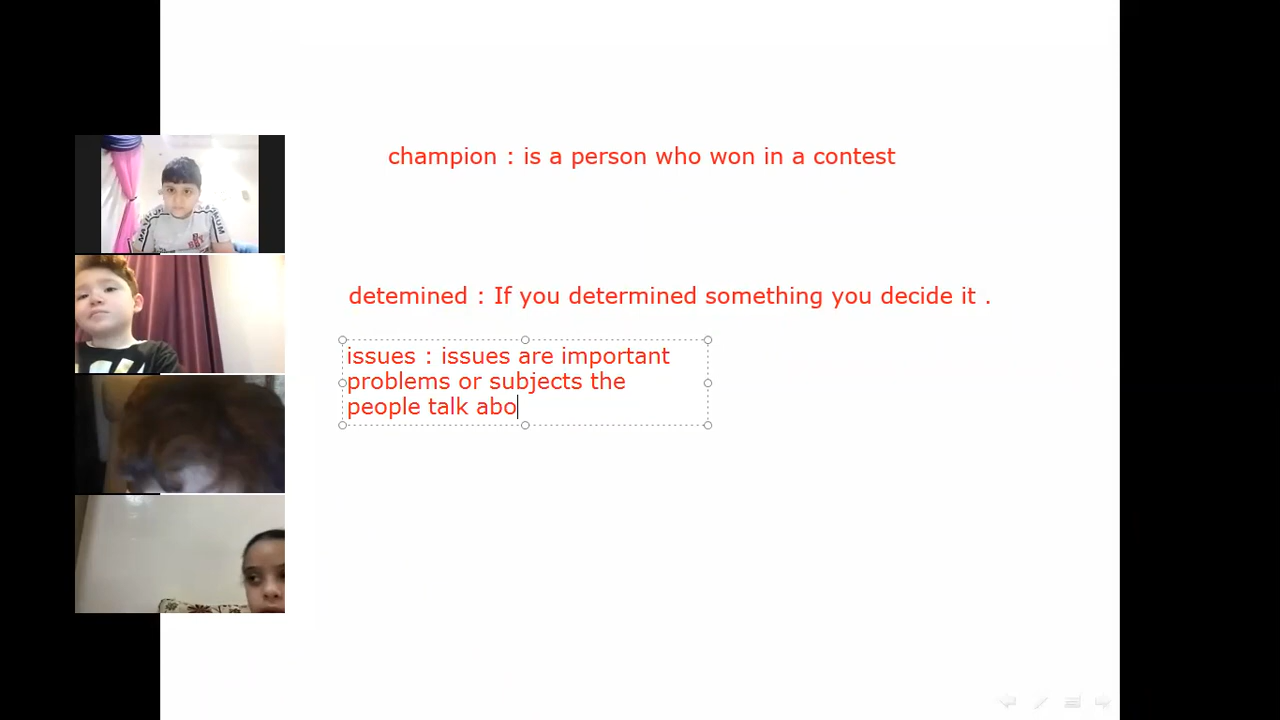 champion : is a person who won in a contest
detemined : If you determined something you decide it .
issues : issues are important
problems or subjects the
people talk abo